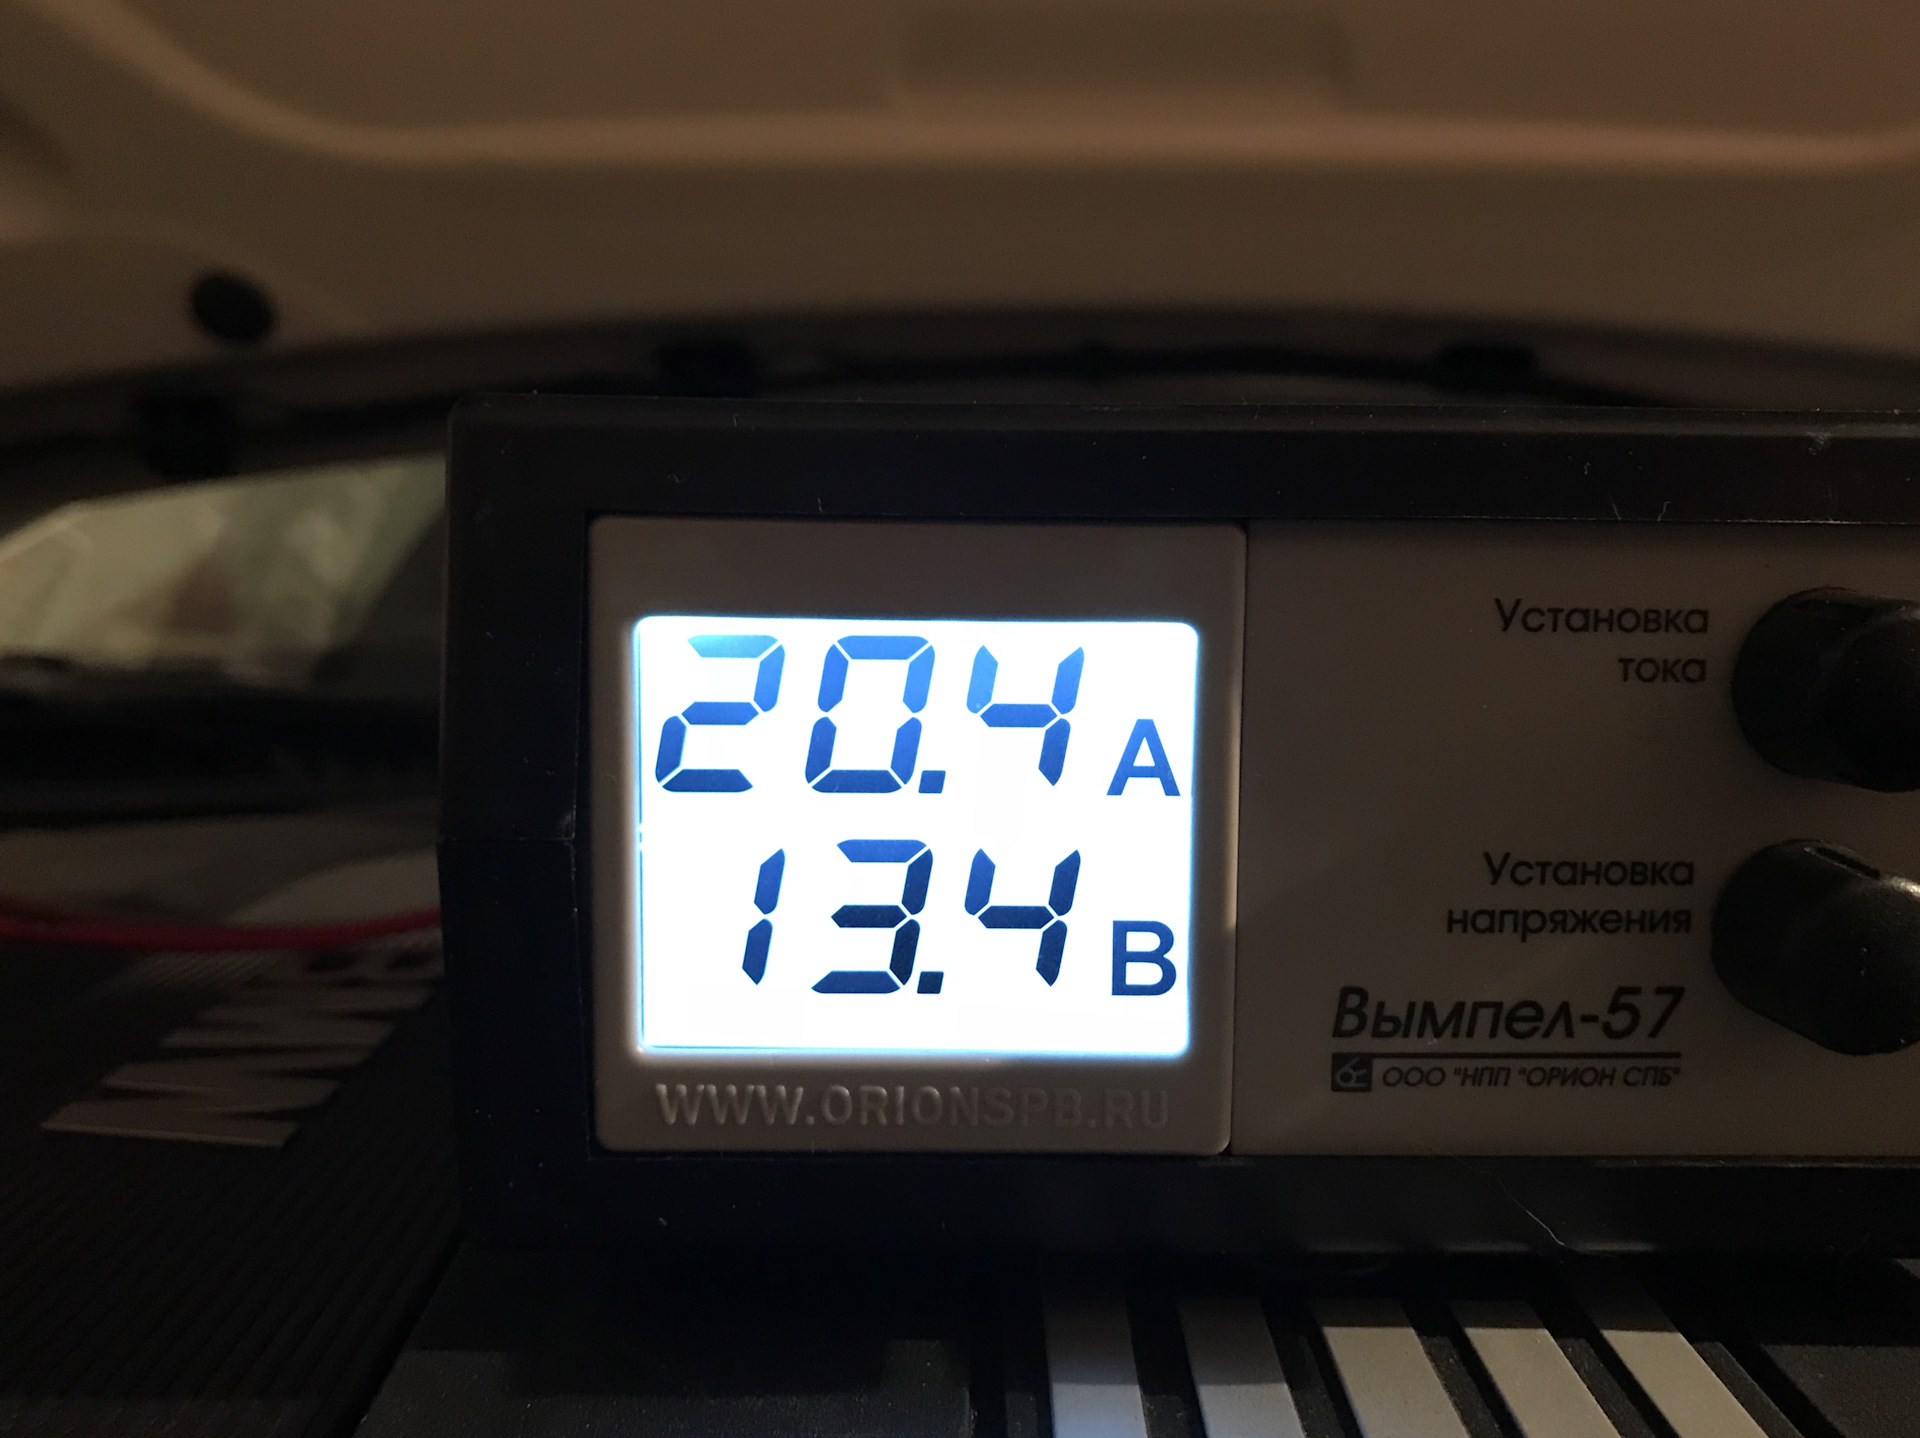 20.4 А
13.4 В
WWW.ORIONSPB.RU
Установка
тока
Установка
напряжения
Вымпел-57
ООО "НПП "ОРИОН СПБ"